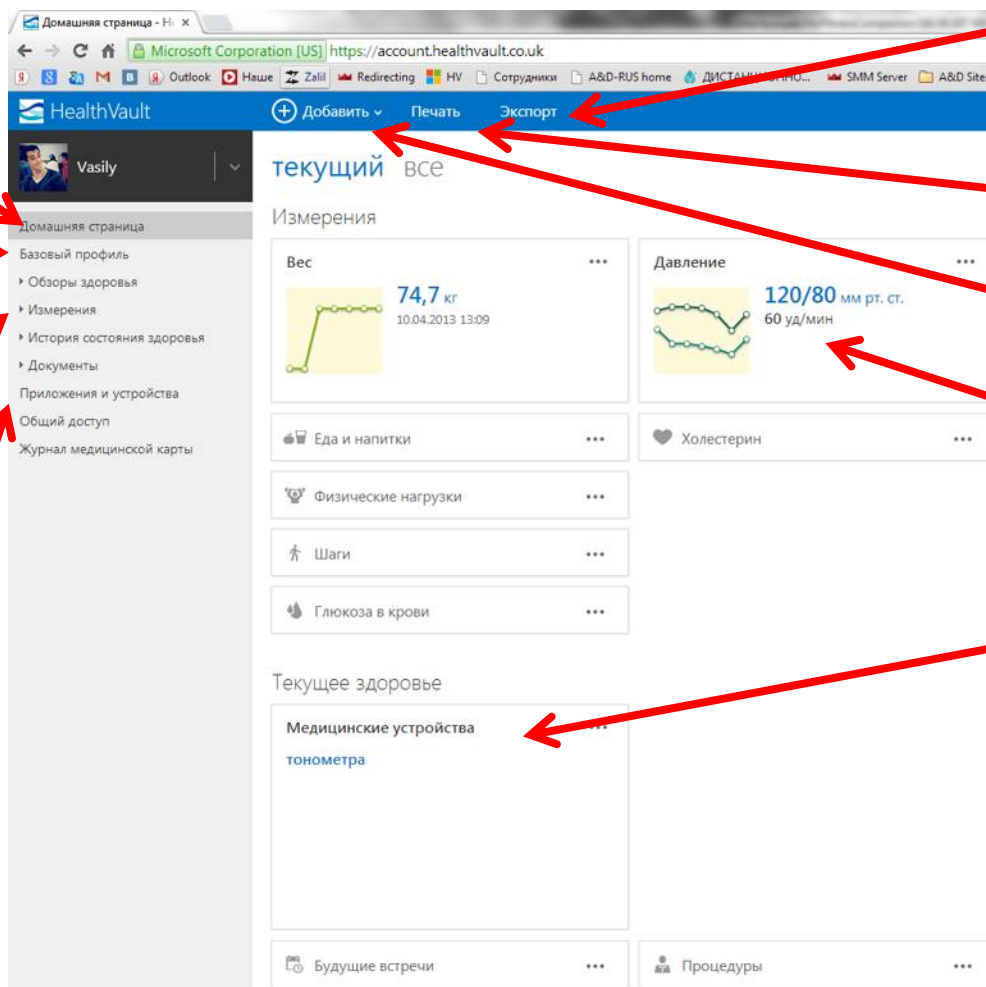 Домашняя страница - H
Microsoft Corporation [US] https://account.healthvault.co.uk
Outlook Наше Zalil Redirecting HV Сотрудники A&D-RUS home SMM Server A&D Site
HealthVault Добавить Печать Экспорт
Vasily
текущий все
Домашняя страница
Базовый профиль
Обзоры здоровья
Измерения
История состояния здоровья
Документы
Приложения и устройства
Общий доступ
Журнал медицинской карты
Измерения
Вес
74,7 кг
10.04.2013 13:09
Давление
120/80 мм рт. ст.
60 уд/мин
Еда и напитки
Холестерин
Физические нагрузки
Шаги
Глюкоза в крови
Текущее здоровье
Медицинские устройства
тонометра
Будущие встречи
Процедуры